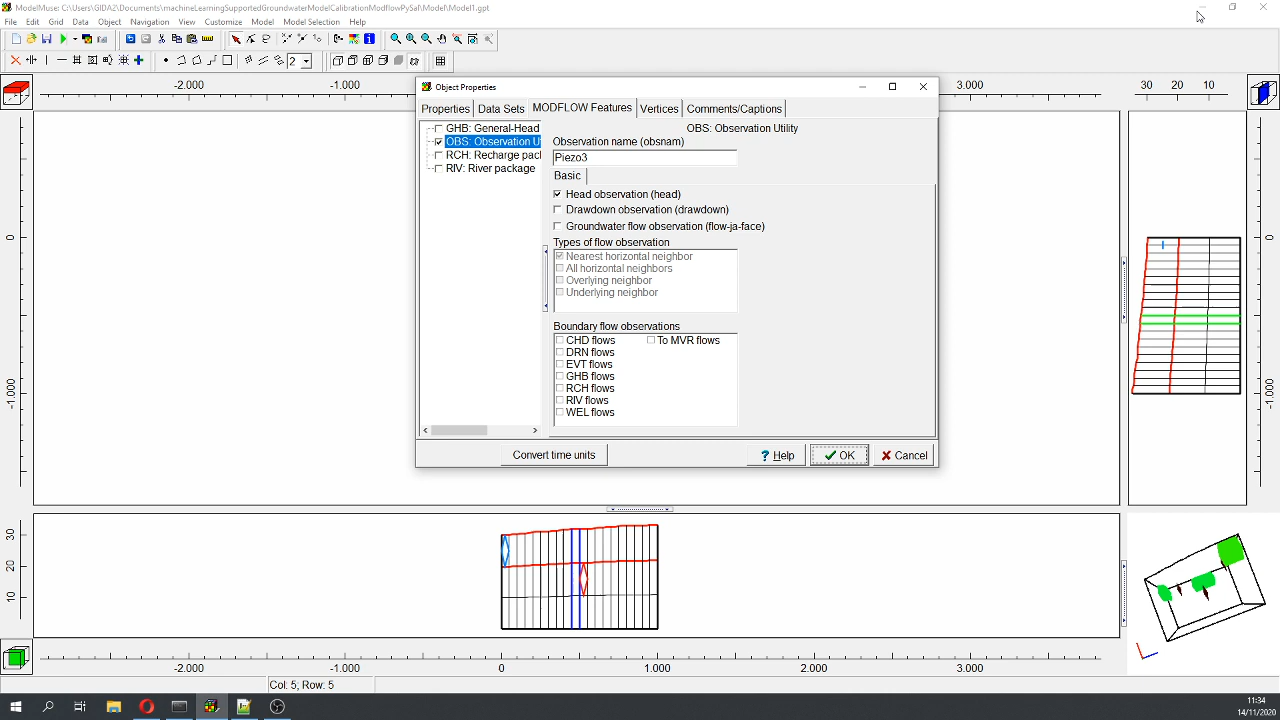 ModelMuse: C:\Users\GIDA2\Documents\machineLearningSupportedGroundwaterModelCalibrationModflowPySal\Model\Model1.gpt
File Edit Grid Data Object Navigation View Customize Model Model Selection Help
2
-2.000 -1.000 3.000 30 20 10
Object Properties
Properties Data Sets MODFLOW Features Vertices Comments/Captions
GHB: General-Head
OBS: Observation Ut
RCH: Recharge pacl
RIV: River package
OBS: Observation Utility
Observation name (obsnam)
Piezo3
Basic
Head observation (head)
Drawdown observation (drawdown)
Groundwater flow observation (flow-ja-face)
Types of flow observation
Nearest horizontal neighbor
All horizontal neighbors
Overlying neighbor
Underlying neighbor
Boundary flow observations
CHD flows To MVR flows
DRN flows
EVT flows
GHB flows
RCH flows
RIV flows
WEL flows
Convert time units Help OK Cancel
0 0
-1.000 -1.000
30
20
10
-2.000 -1.000 0 1.000 2.000 3.000
Col: 5; Row: 5
11:34
14/11/2020